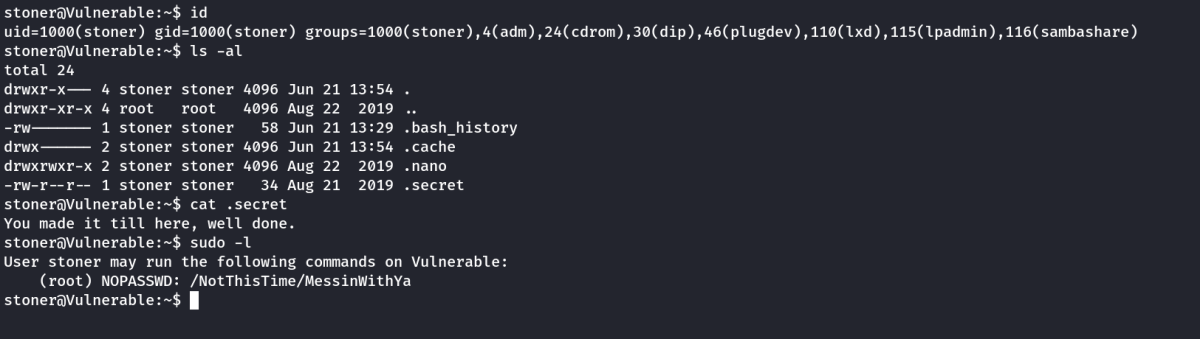 stoner@Vulnerable:~$ id
uid=1000(stoner) gid=1000(stoner) groups=1000(stoner),4(adm),24(cdrom),30(dip),46(plugdev),110(lxd),115(lpadmin),116(sambashare)
stoner@Vulnerable:~$ ls -al
total 24
drwxr-x--- 4 stoner stoner 4096 Jun 21 13:54 .
drwxr-xr-x 4 root   root   4096 Aug 22  2019 ..
-rw------- 1 stoner stoner   58 Jun 21 13:29 .bash_history
drwx------ 2 stoner stoner 4096 Jun 21 13:54 .cache
drwxrwxr-x 2 stoner stoner 4096 Aug 22  2019 .nano
-rw-r--r-- 1 stoner stoner   34 Aug 21  2019 .secret
stoner@Vulnerable:~$ cat .secret
You made it till here, well done.
stoner@Vulnerable:~$ sudo -l
User stoner may run the following commands on Vulnerable:
    (root) NOPASSWD: /NotThisTime/MessinWithYa
stoner@Vulnerable:~$